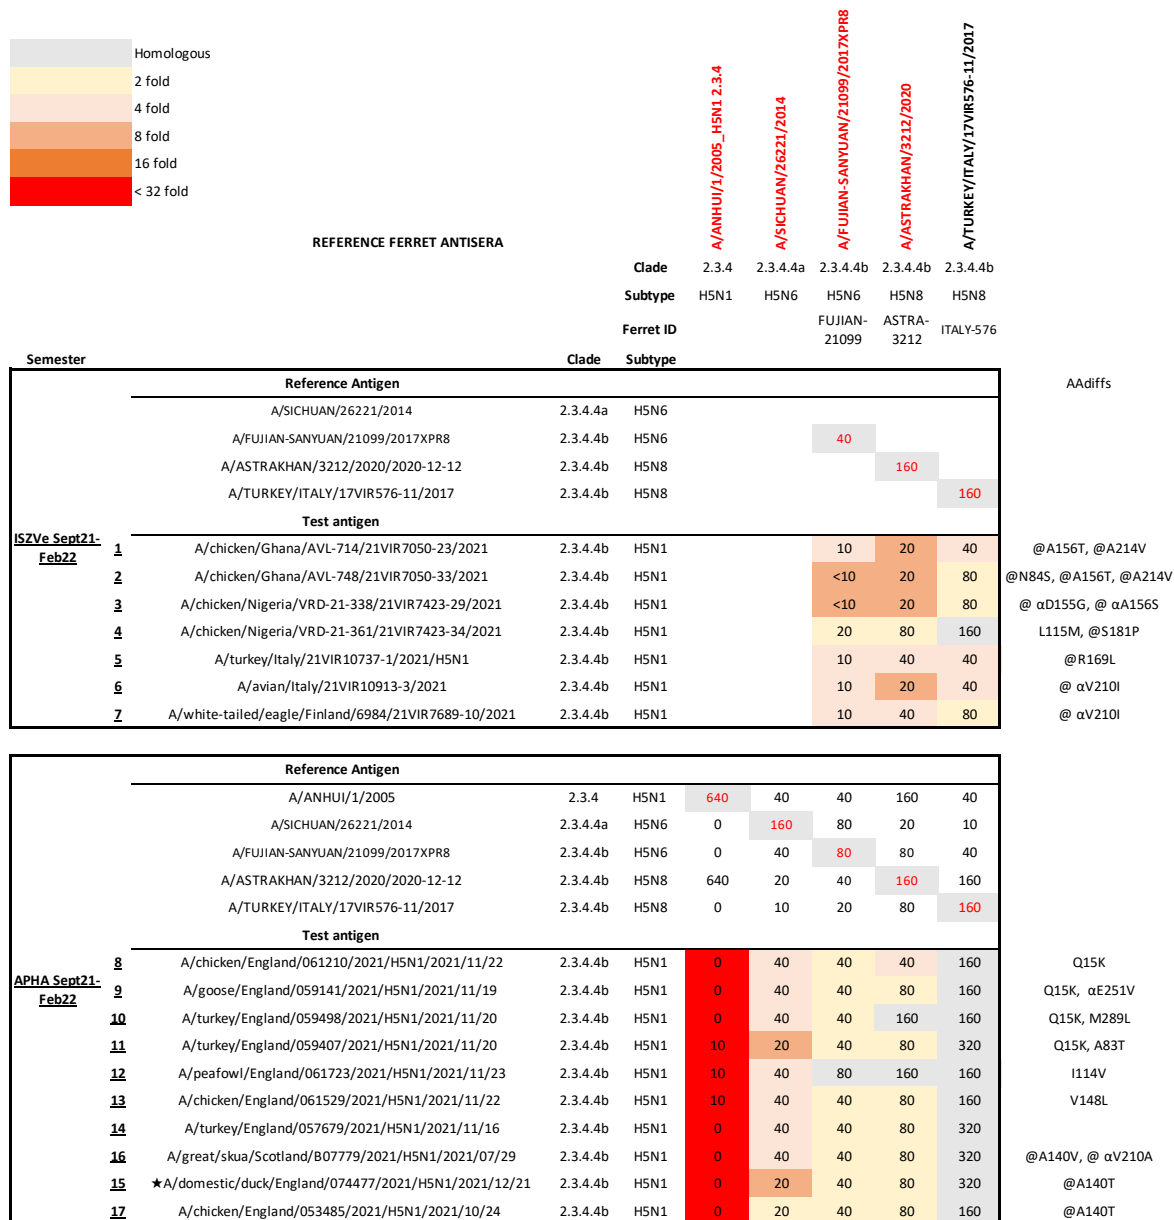 Homologous
2 fold
4 fold
8 fold
16 fold
< 32 fold
A/ANHUI/1/2005_H5N1 2.3.4
A/SICHUAN/26221/2014
A/FUJIAN-SANYUAN/21099/2017XPR8
A/ASTRAKHAN/3212/2020
A/TURKEY/ITALY/17VIR576-11/2017
REFERENCE FERRET ANTISERA
Clade 2.3.4 2.3.4.4a 2.3.4.4b 2.3.4.4b 2.3.4.4b
Subtype H5N1 H5N6 H5N6 H5N8 H5N8
Ferret ID FUJIAN-21099 ASTRA-3212 ITALY-576
Semester Clade Subtype
Reference Antigen AAdiffs
A/SICHUAN/26221/2014 2.3.4.4a H5N6
A/FUJIAN-SANYUAN/21099/2017XPR8 2.3.4.4b H5N6 40
A/ASTRAKHAN/3212/2020/2020-12-12 2.3.4.4b H5N8 160
A/TURKEY/ITALY/17VIR576-11/2017 2.3.4.4b H5N8 160
Test antigen
ISZVe Sept21-Feb22
1 A/chicken/Ghana/AVL-714/21VIR7050-23/2021 2.3.4.4b H5N1 10 20 40 @A156T, @A214V
2 A/chicken/Ghana/AVL-748/21VIR7050-33/2021 2.3.4.4b H5N1 <10 20 80 @N84S, @A156T, @A214V
3 A/chicken/Nigeria/VRD-21-338/21VIR7423-29/2021 2.3.4.4b H5N1 <10 20 80 @ αD155G, @ αA156S
4 A/chicken/Nigeria/VRD-21-361/21VIR7423-34/2021 2.3.4.4b H5N1 20 80 160 L115M, @S181P
5 A/turkey/Italy/21VIR10737-1/2021/H5N1 2.3.4.4b H5N1 10 40 40 @R169L
6 A/avian/Italy/21VIR10913-3/2021 2.3.4.4b H5N1 10 20 40 @ αV210I
7 A/white-tailed/eagle/Finland/6984/21VIR7689-10/2021 2.3.4.4b H5N1 10 40 80 @ αV210I
Reference Antigen
A/ANHUI/1/2005 2.3.4 H5N1 640 40 40 160 40
A/SICHUAN/26221/2014 2.3.4.4a H5N6 0 160 80 20 10
A/FUJIAN-SANYUAN/21099/2017XPR8 2.3.4.4b H5N6 0 40 80 80 40
A/ASTRAKHAN/3212/2020/2020-12-12 2.3.4.4b H5N8 640 20 40 160 160
A/TURKEY/ITALY/17VIR576-11/2017 2.3.4.4b H5N8 0 10 20 80 160
Test antigen
APHA Sept21-Feb22
8 A/chicken/England/061210/2021/H5N1/2021/11/22 2.3.4.4b H5N1 0 40 40 40 160 Q15K
9 A/goose/England/059141/2021/H5N1/2021/11/19 2.3.4.4b H5N1 0 40 40 80 160 Q15K, αE251V
10 A/turkey/England/059498/2021/H5N1/2021/11/20 2.3.4.4b H5N1 0 40 40 160 160 Q15K, M289L
11 A/turkey/England/059407/2021/H5N1/2021/11/20 2.3.4.4b H5N1 10 20 40 80 320 Q15K, A83T
12 A/peafowl/England/061723/2021/H5N1/2021/11/23 2.3.4.4b H5N1 10 40 80 160 160 I114V
13 A/chicken/England/061529/2021/H5N1/2021/11/22 2.3.4.4b H5N1 10 40 40 80 160 V148L
14 A/turkey/England/057679/2021/H5N1/2021/11/16 2.3.4.4b H5N1 0 40 40 80 320
16 A/great/skua/Scotland/B07779/2021/H5N1/2021/07/29 2.3.4.4b H5N1 0 40 40 80 320 @A140V, @ αV210A
15 ★A/domestic/duck/England/074477/2021/H5N1/2021/12/21 2.3.4.4b H5N1 0 20 40 80 320 @A140T
17 A/chicken/England/053485/2021/H5N1/2021/10/24 2.3.4.4b H5N1 0 20 40 80 160 @A140T